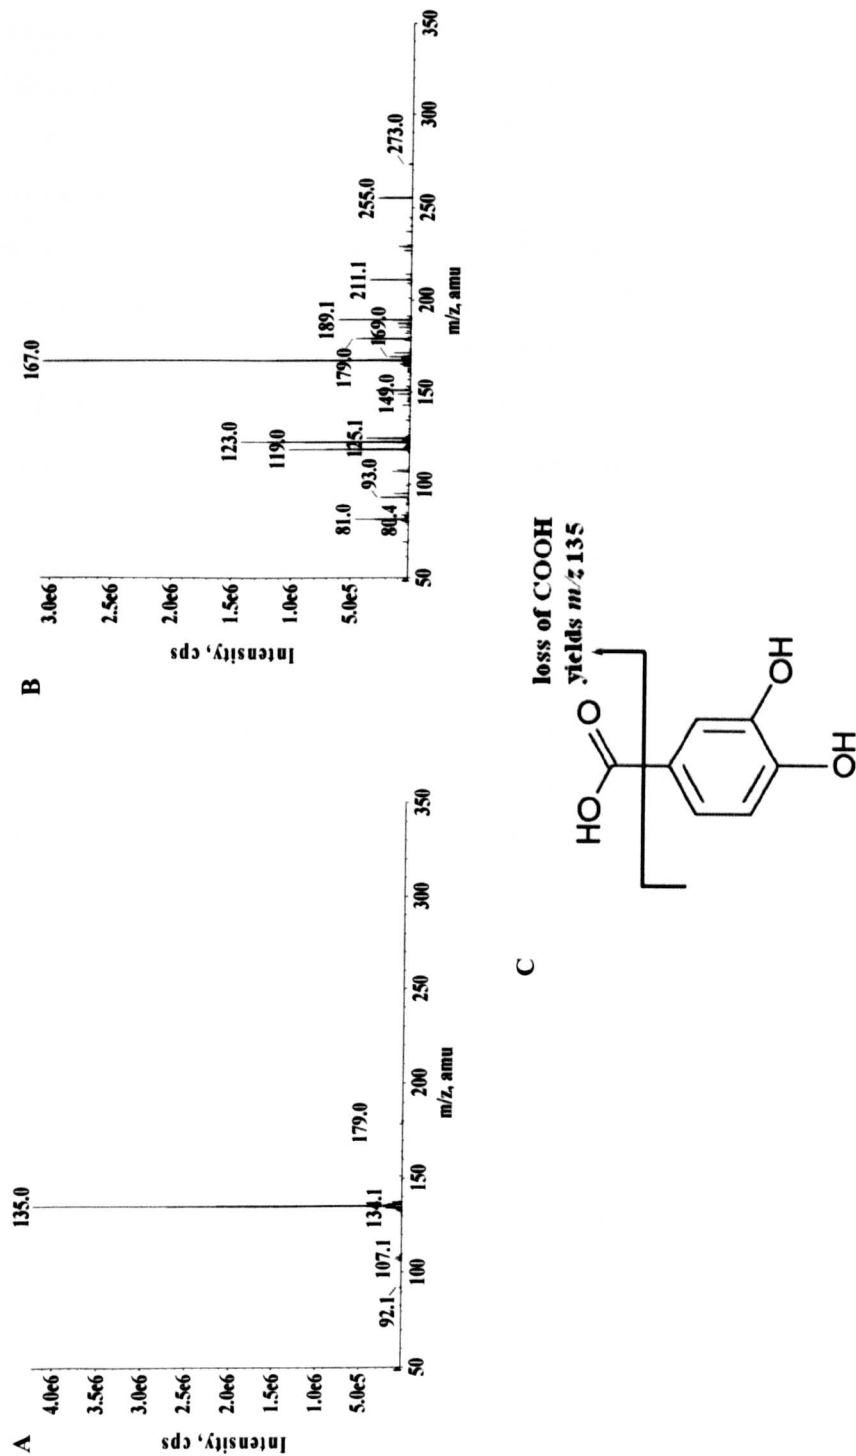 A
Intensity, cps
4.0e6
3.5e6
3.0e6
2.5e6
2.0e6
1.5e6
1.0e6
5.0e5
135.0
134.1
107.1
92.1
179.0
50
100
150
200
250
300
350
m/z, amu
B
Intensity, cps
3.0e6
2.5e6
2.0e6
1.5e6
1.0e6
5.0e5
167.0
123.0
119.0
125.1
93.0
81.0
80.4
149.0
179.0
169.0
189.1
211.1
255.0
273.0
50
100
150
200
250
300
350
m/z, amu
C
loss of COOH
yields m/z 135
HO
O
OH
OH